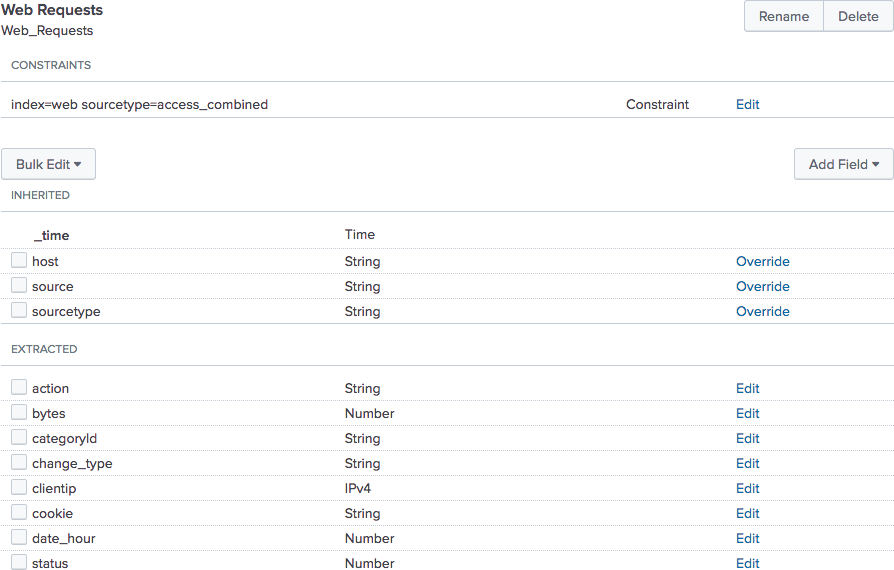 Web Requests
Web_Requests
Rename Delete
CONSTRAINTS
index=web sourcetype=access_combined Constraint Edit
Bulk Edit Add Field
INHERITED
_time Time
host String Override
source String Override
sourcetype String Override
EXTRACTED
action String Edit
bytes Number Edit
categoryId String Edit
change_type String Edit
clientip IPv4 Edit
cookie String Edit
date_hour Number Edit
status Number Edit